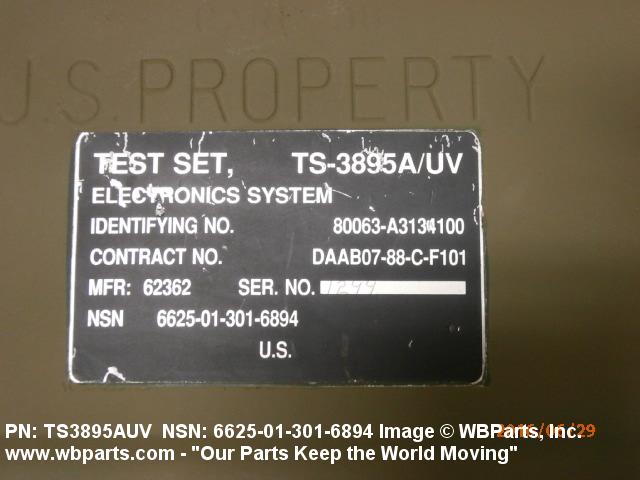 U.S. PROPERTY
TEST SET, TS-3895A/UV
ELECTRONICS SYSTEM
IDENTIFYING NO. 80063-A3134100
CONTRACT NO. DAAB07-88-C-F101
MFR: 62362 SER. NO. 1299
NSN 6625-01-301-6894
U.S.
PN: TS3895AUV NSN: 6625-01-301-6894 Image © WBParts, Inc.
www.wbparts.com - "Our Parts Keep the World Moving"